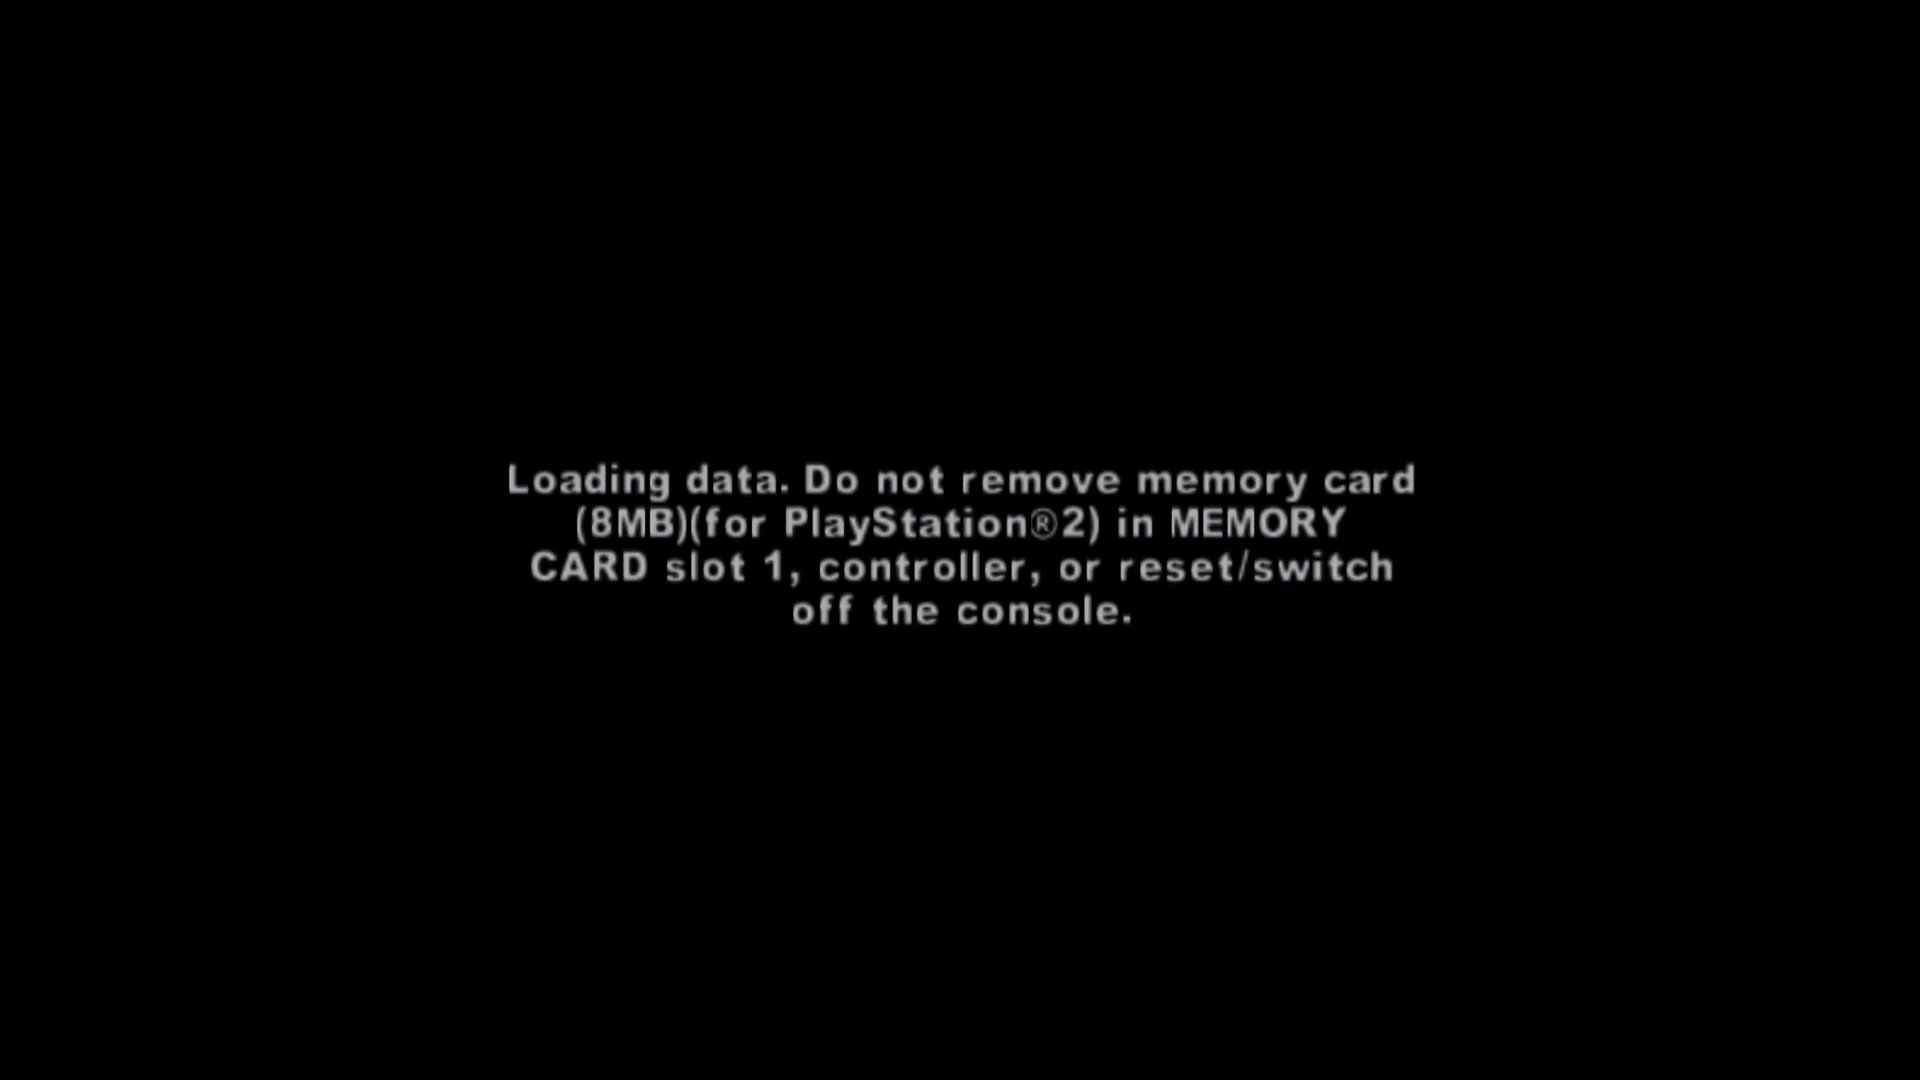 Loading data. Do not remove memory card
(8MB)(for PlayStation®2) in MEMORY
CARD slot 1, controller, or reset/switch
off the console.